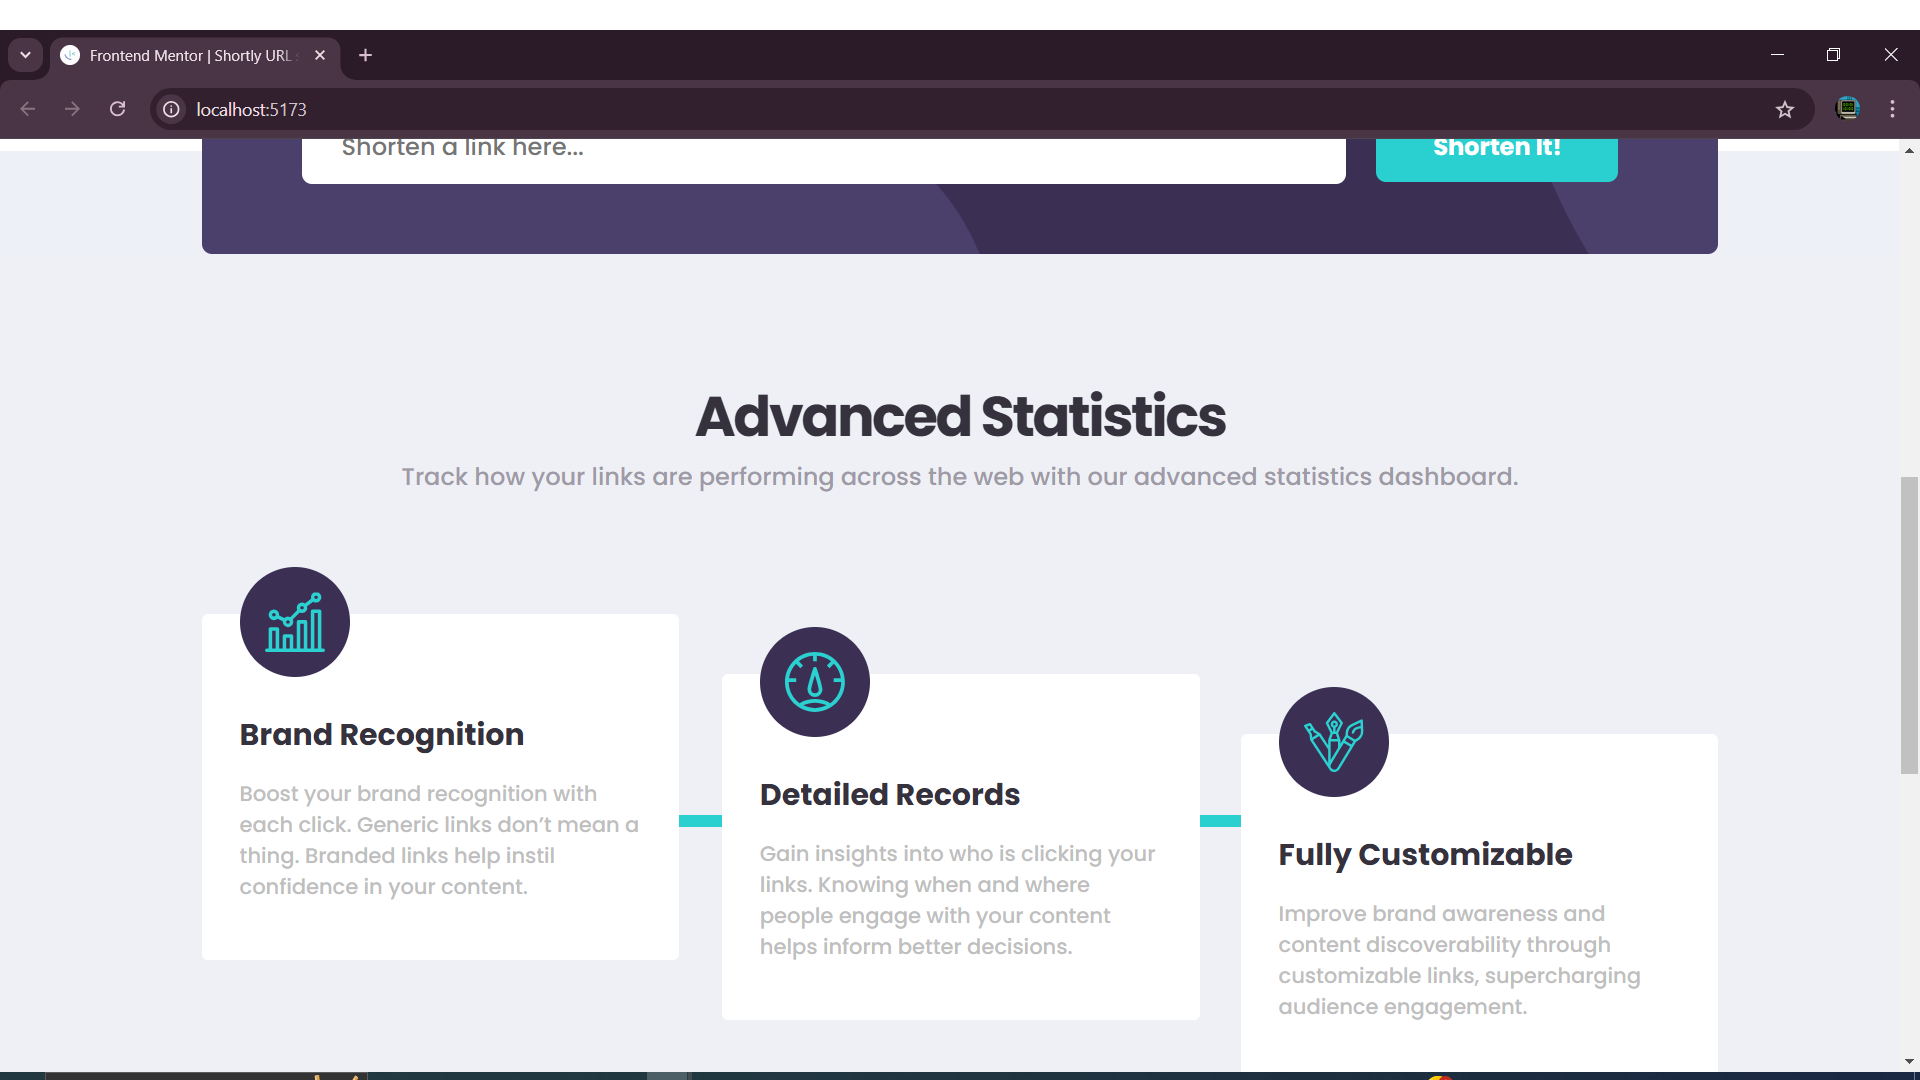 Frontend Mentor | Shortly URL
localhost:5173
Shorten a link here...
Shorten It!
Advanced Statistics
Track how your links are performing across the web with our advanced statistics dashboard.
Brand Recognition
Boost your brand recognition with
each click. Generic links don’t mean a
thing. Branded links help instil
confidence in your content.
Detailed Records
Gain insights into who is clicking your
links. Knowing when and where
people engage with your content
helps inform better decisions.
Fully Customizable
Improve brand awareness and
content discoverability through
customizable links, supercharging
audience engagement.